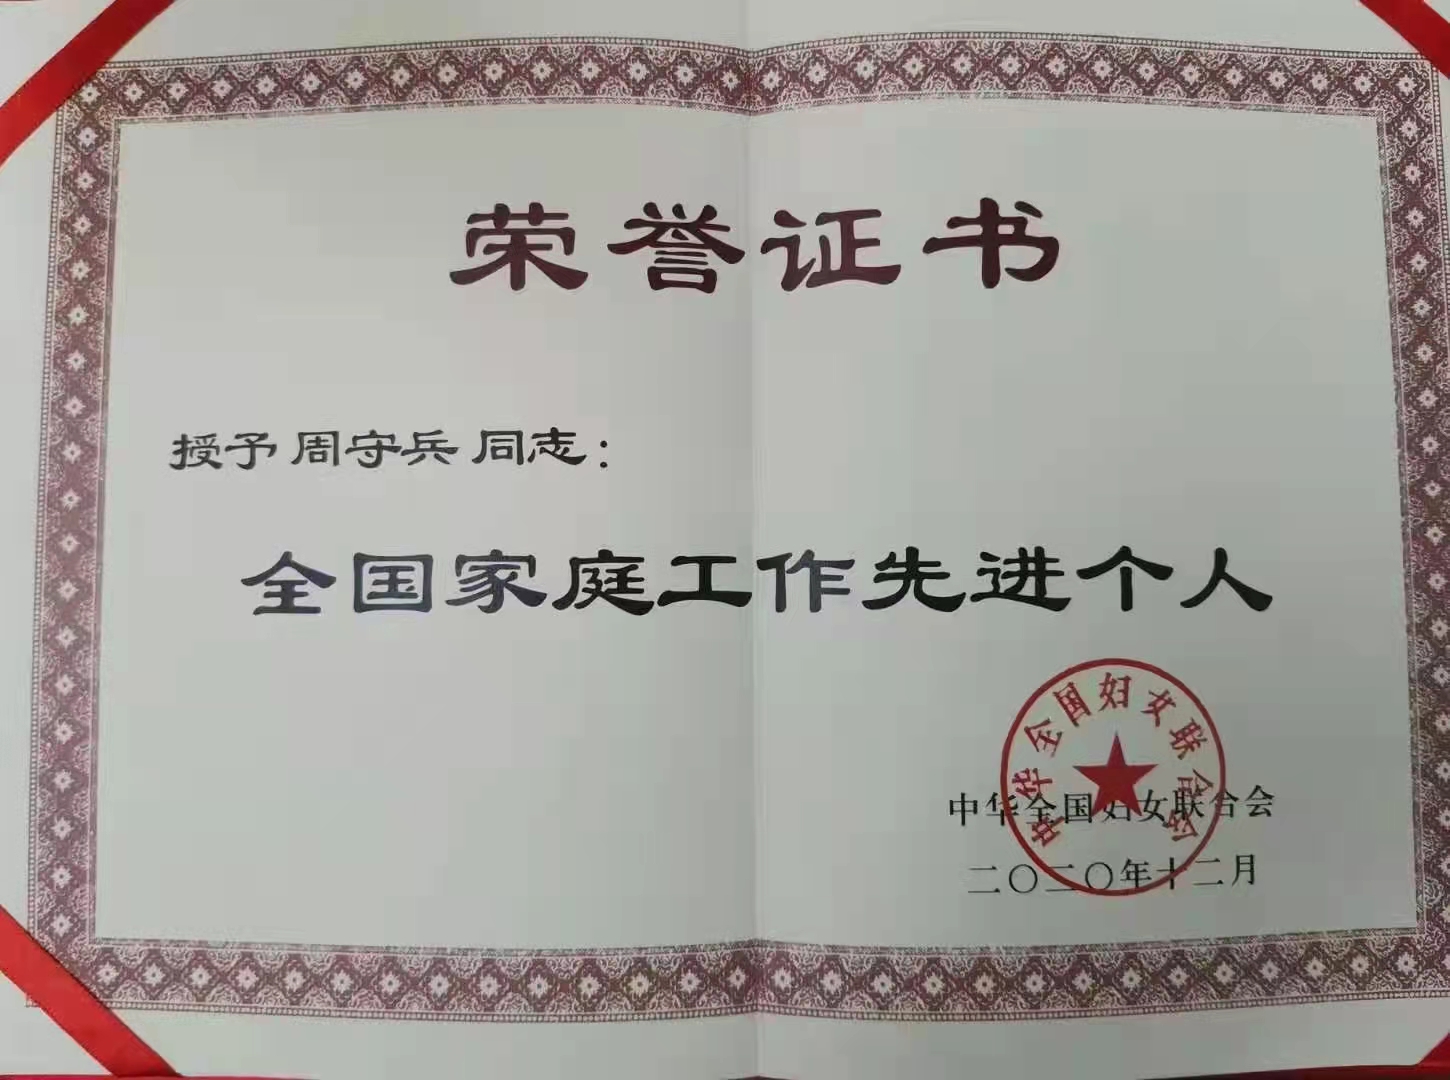 荣誉证书
授予 周守兵 同志：
全国家庭工作先进个人
中华全国妇女联合会
中华全国妇女联合会
二〇二〇年十二月